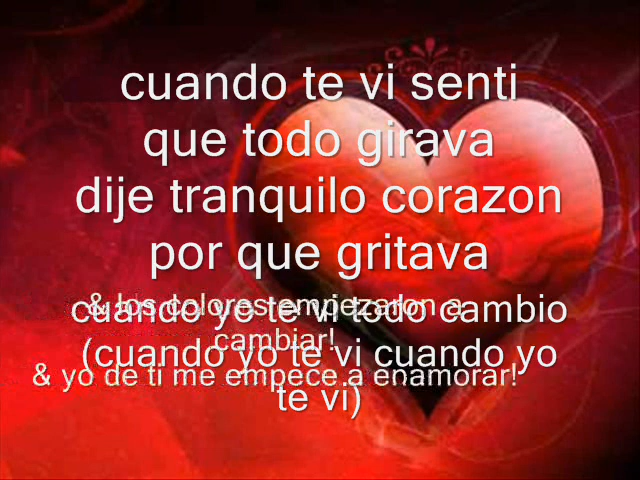 cuando te vi senti
que todo girava
dije tranquilo corazon
por que gritava
& los colores empezaron a
cuando yo te vi todo cambio
cambiar!
(cuando yo te vi cuando yo
& yo de ti me empece a enamorar!
te vi)